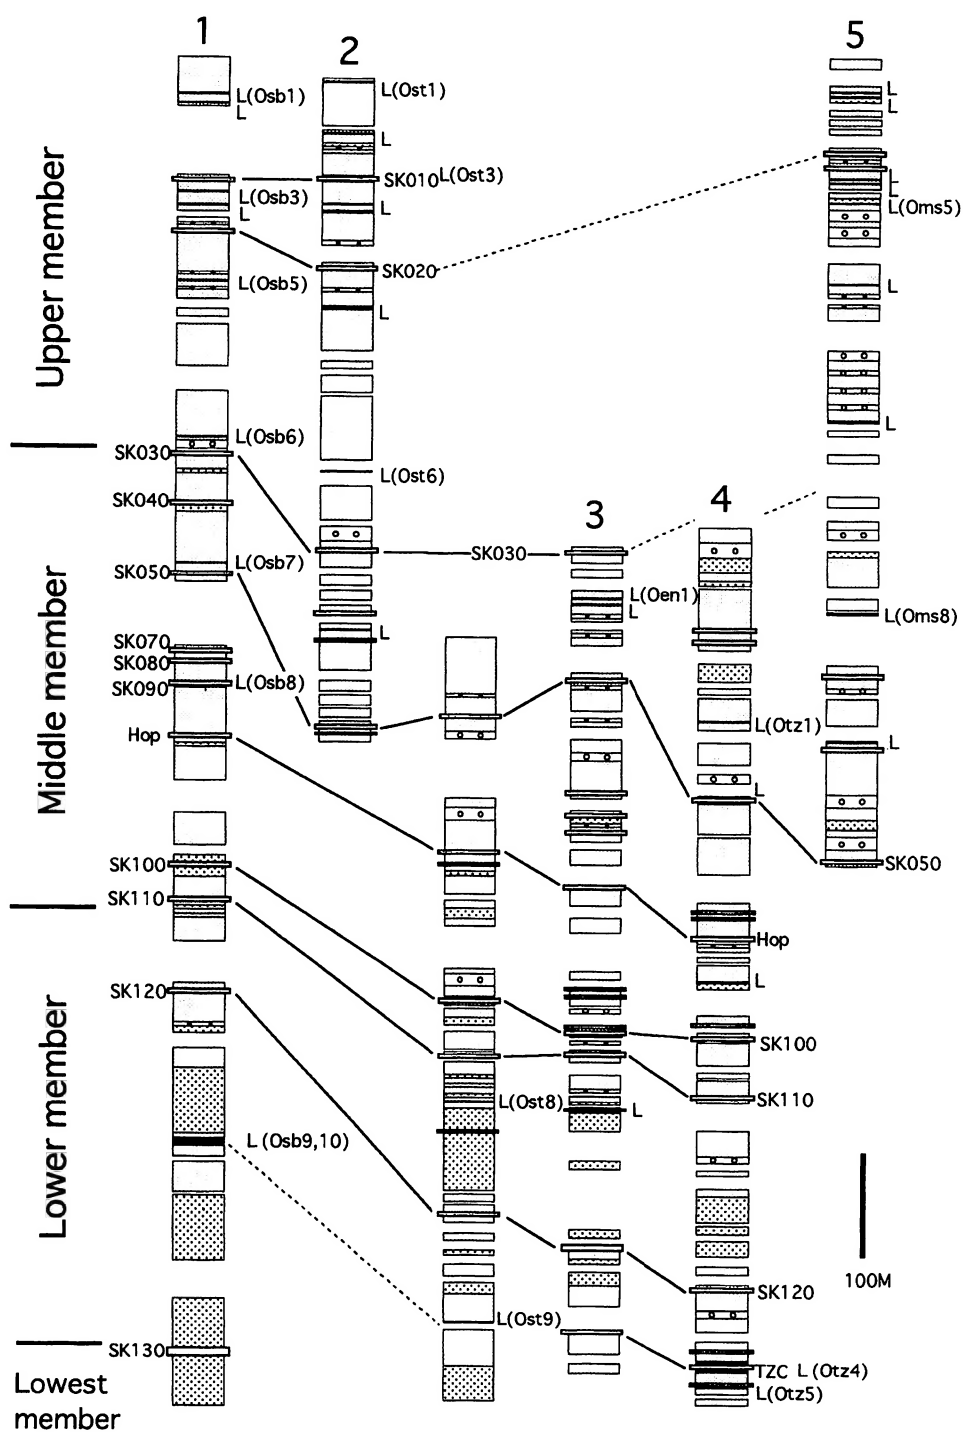 1
2
5
L(Osb1)
L
L(Ost1)
L
L
L
SK010 L(Ost3)
L(Osb3)
L
L
L
L
L(Oms5)
SK020
L(Osb5)
L
L
Upper member
L(Osb6)
SK030
L
L(Ost6)
SK040
4
3
SK030
L(Osb7)
SK050
L(Oen1)
L
L(Oms8)
L
Middle member
SK070
SK080
SK090
L(Osb8)
L(Otz1)
Hop
L
L
SK050
SK100
SK110
Hop
L
SK120
SK100
Lower member
L(Ost8)
L
SK110
L (Osb9,10)
100M
SK120
L(Ost9)
SK130
TZC L (Otz4)
L(Otz5)
Lowest
member